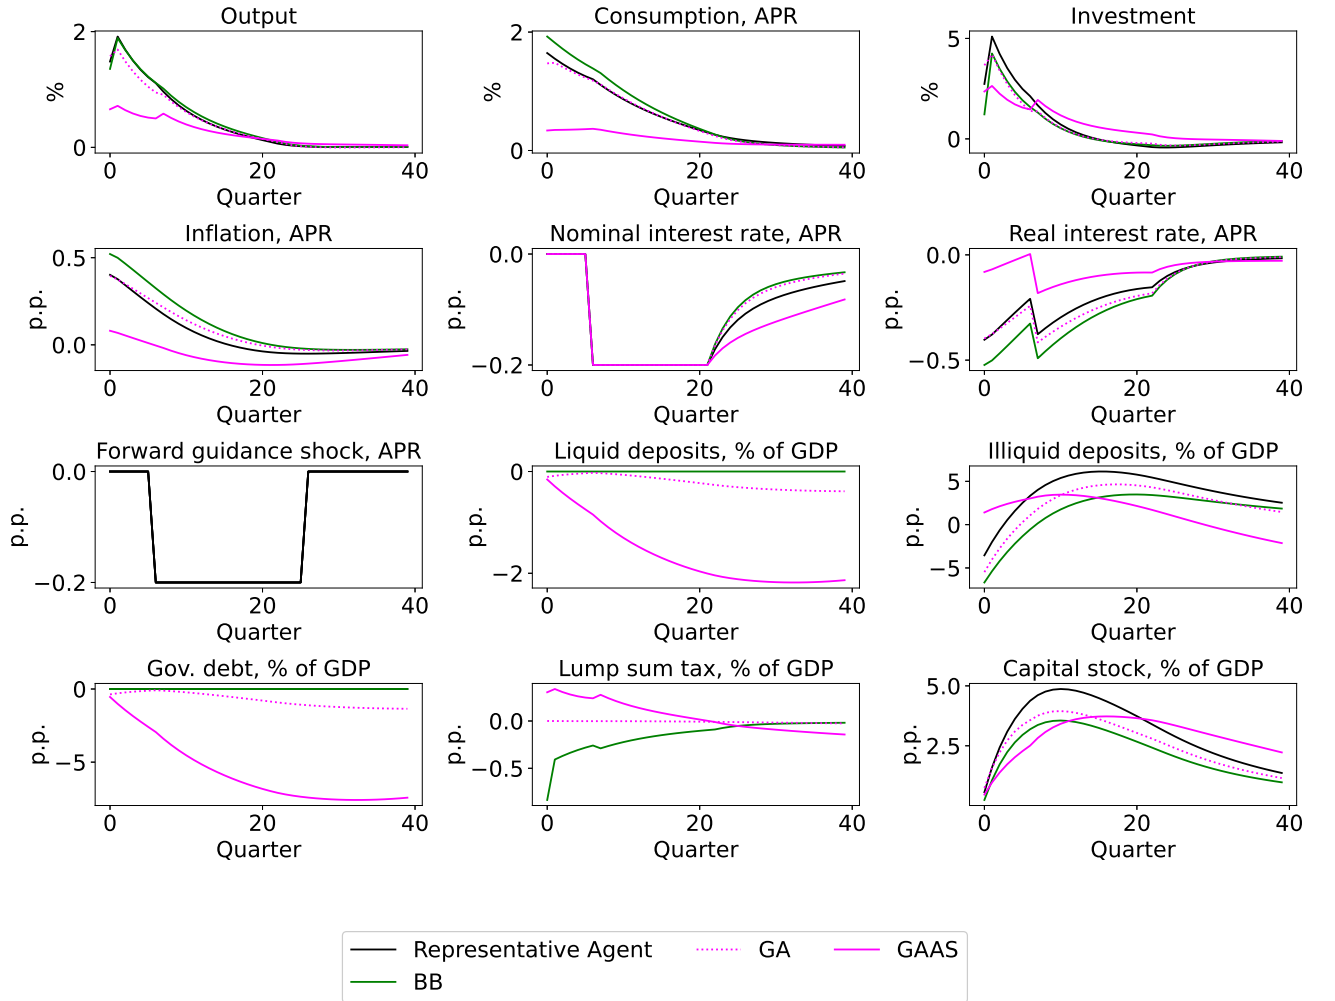 Output
Consumption, APR
Investment
%
2
0
0
20
40
Quarter
%
2
0
0
20
40
Quarter
%
5
0
0
20
40
Quarter
Inflation, APR
Nominal interest rate, APR
Real interest rate, APR
p.p.
0.5
0.0
0
20
40
Quarter
p.p.
0.0
−0.2
0
20
40
Quarter
p.p.
0.0
−0.5
0
20
40
Quarter
Forward guidance shock, APR
Liquid deposits, % of GDP
Illiquid deposits, % of GDP
p.p.
0.0
−0.2
0
20
40
Quarter
p.p.
0
−2
0
20
40
Quarter
p.p.
5
0
−5
0
20
40
Quarter
Gov. debt, % of GDP
Lump sum tax, % of GDP
Capital stock, % of GDP
p.p.
0
−5
0
20
40
Quarter
p.p.
0.0
−0.5
0
20
40
Quarter
p.p.
5.0
2.5
0
20
40
Quarter
Representative Agent
GA
GAAS
BB